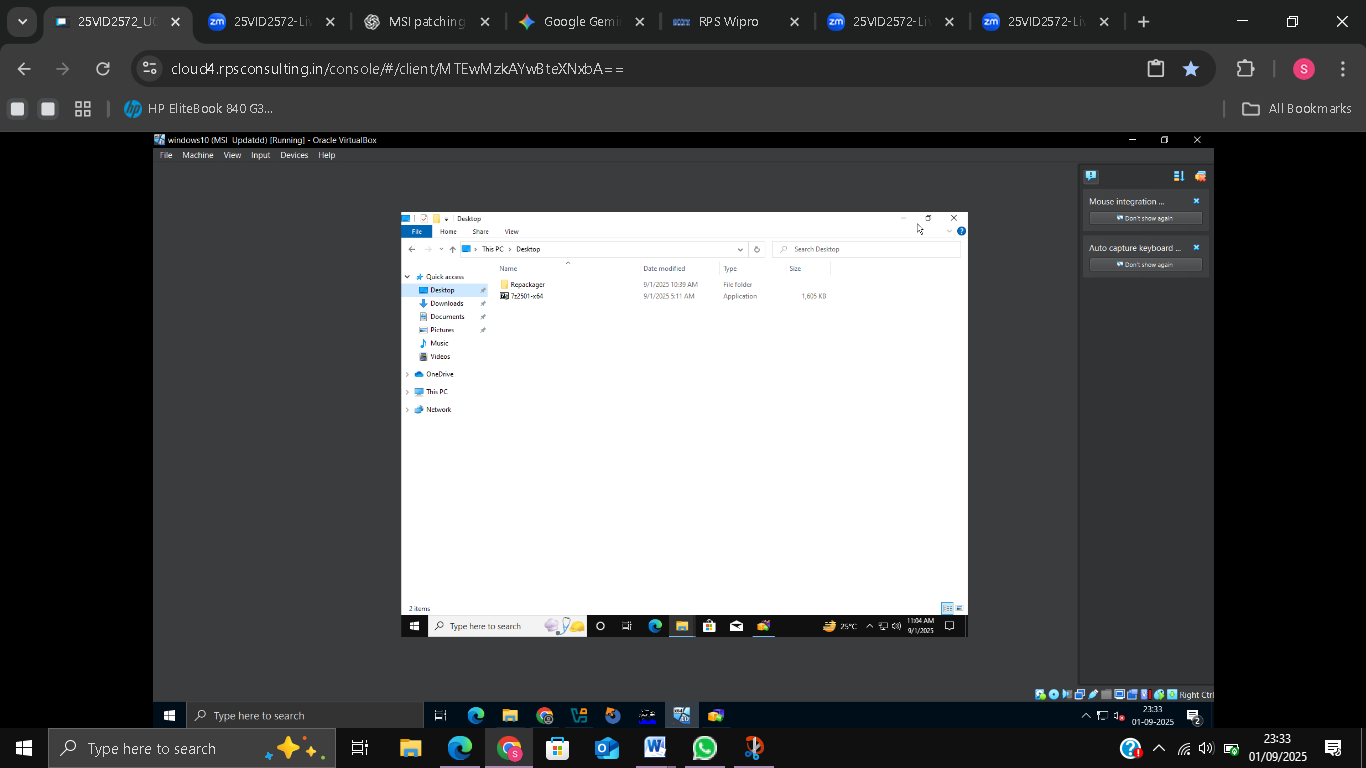 25VID2572_U
25VID2572-Liv
MSI patching
Google Gemi
RPS Wipro
25VID2572-Liv
25VID2572-Liv
cloud4.rpsconsulting.in/console/#/client/MTEwMzkAYwBteXNxbA==
S
HP EliteBook 840 G3...
All Bookmarks
windows10 (MSI_Updatdd) [Running] - Oracle VirtualBox
File Machine View Input Devices Help
Mouse integration ...
Don't show again
Auto capture keyboard ...
Don't show again
Desktop
File Home Share View
This PC Desktop
Search Desktop
Name Date modified Type Size
Repackager 9/1/2025 10:39 AM File folder
7z2501-x64 9/1/2025 5:11 AM Application 1,605 KB
Quick access
Desktop
Downloads
Documents
Pictures
Music
Videos
OneDrive
This PC
Network
2 items
Type here to search
25°C
11:04 AM
9/1/2025
Right Ctrl
Type here to search
23:33
01-09-2025
2
Type here to search
23:33
01/09/2025